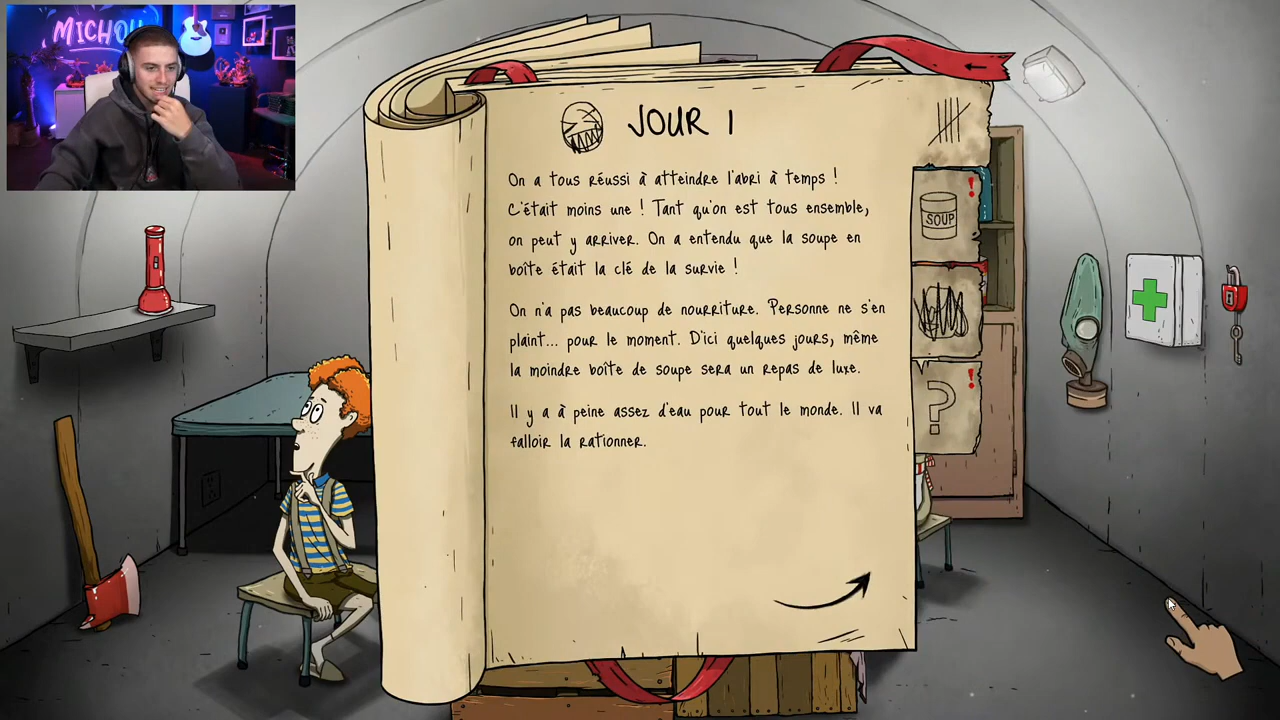 MICHOU
JOUR 1
On a tous réussi à atteindre l'abri à temps !
C'était moins une ! Tant qu'on est tous ensemble,
on peut y arriver. On a entendu que la soupe en
boîte était la clé de la survie !
On n'a pas beaucoup de nourriture. Personne ne s'en
plaint... pour le moment. D'ici quelques jours, même
la moindre boîte de soupe sera un repas de luxe.
Il y a à peine assez d'eau pour tout le monde. Il va
falloir la rationner.
!
SOUP
?
!